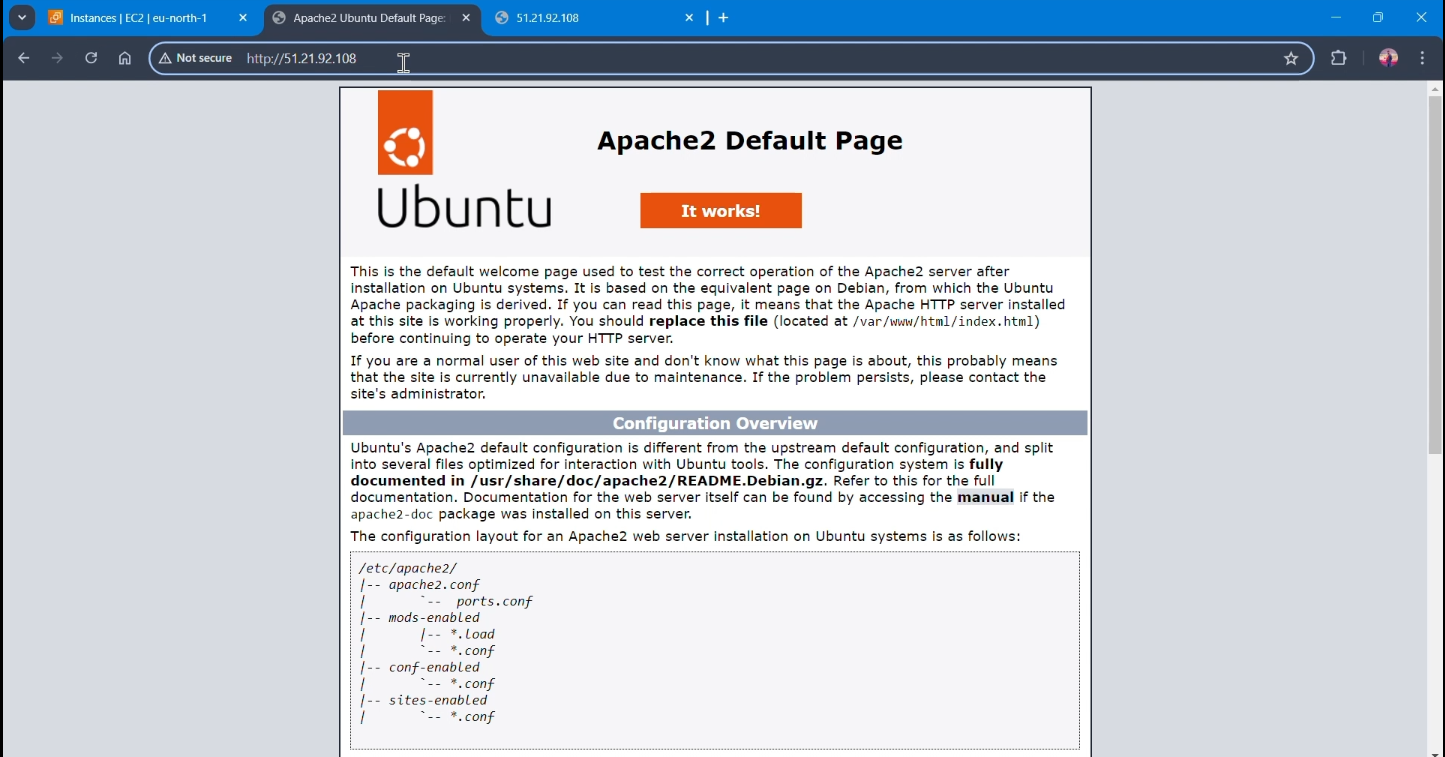 Instances | EC2 | eu-north-1
Apache2 Ubuntu Default Page:
51.21.92.108
Not secure
http://51.21.92.108
Apache2 Default Page
Ubuntu
It works!
This is the default welcome page used to test the correct operation of the Apache2 server after
installation on Ubuntu systems. It is based on the equivalent page on Debian, from which the Ubuntu
Apache packaging is derived. If you can read this page, it means that the Apache HTTP server installed
at this site is working properly. You should replace this file (located at /var/www/html/index.html)
before continuing to operate your HTTP server.
If you are a normal user of this web site and don't know what this page is about, this probably means
that the site is currently unavailable due to maintenance. If the problem persists, please contact the
site's administrator.
Configuration Overview
Ubuntu's Apache2 default configuration is different from the upstream default configuration, and split
into several files optimized for interaction with Ubuntu tools. The configuration system is fully
documented in /usr/share/doc/apache2/README.Debian.gz. Refer to this for the full
documentation. Documentation for the web server itself can be found by accessing the manual if the
apache2-doc package was installed on this server.
The configuration layout for an Apache2 web server installation on Ubuntu systems is as follows:
/etc/apache2/
|-- apache2.conf
|       `--  ports.conf
|-- mods-enabled
|       |-- *.load
|       `-- *.conf
|-- conf-enabled
|       `-- *.conf
|-- sites-enabled
|       `-- *.conf